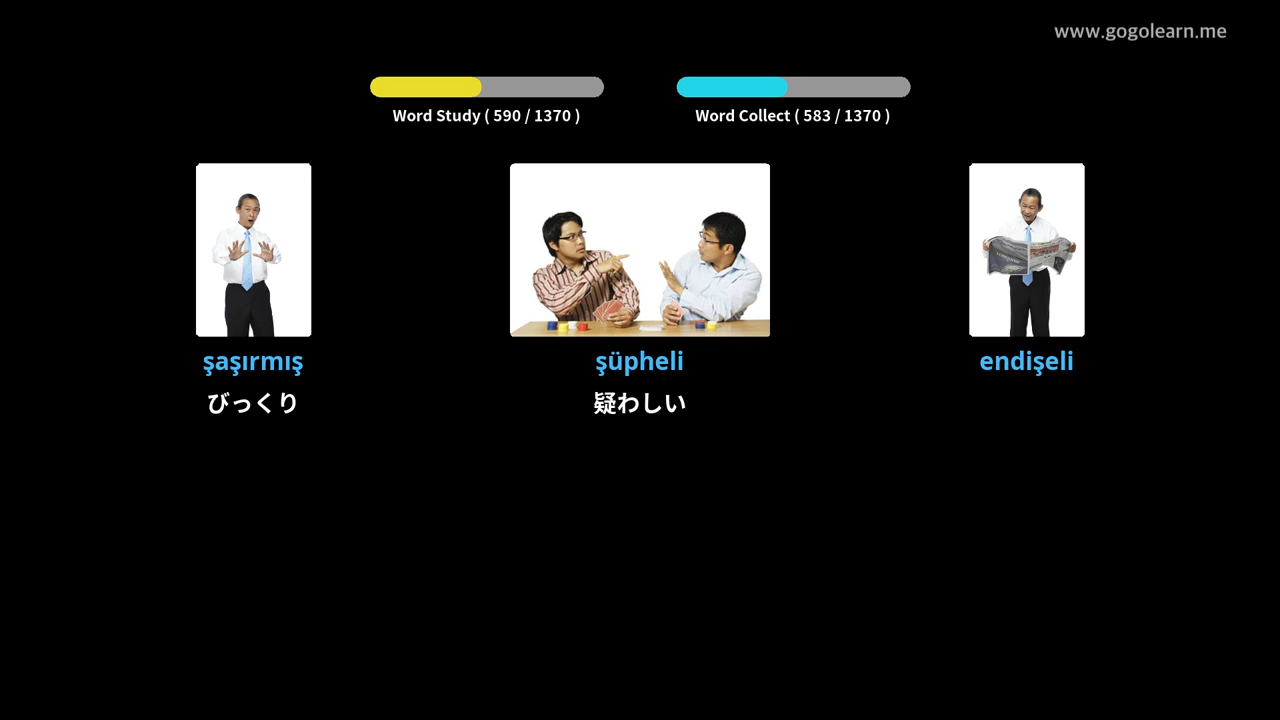 www.gogolearn.me
Word Study ( 590 / 1370 )
Word Collect ( 583 / 1370 )
şaşırmış
şüpheli
endişeli
びっくり
疑わしい